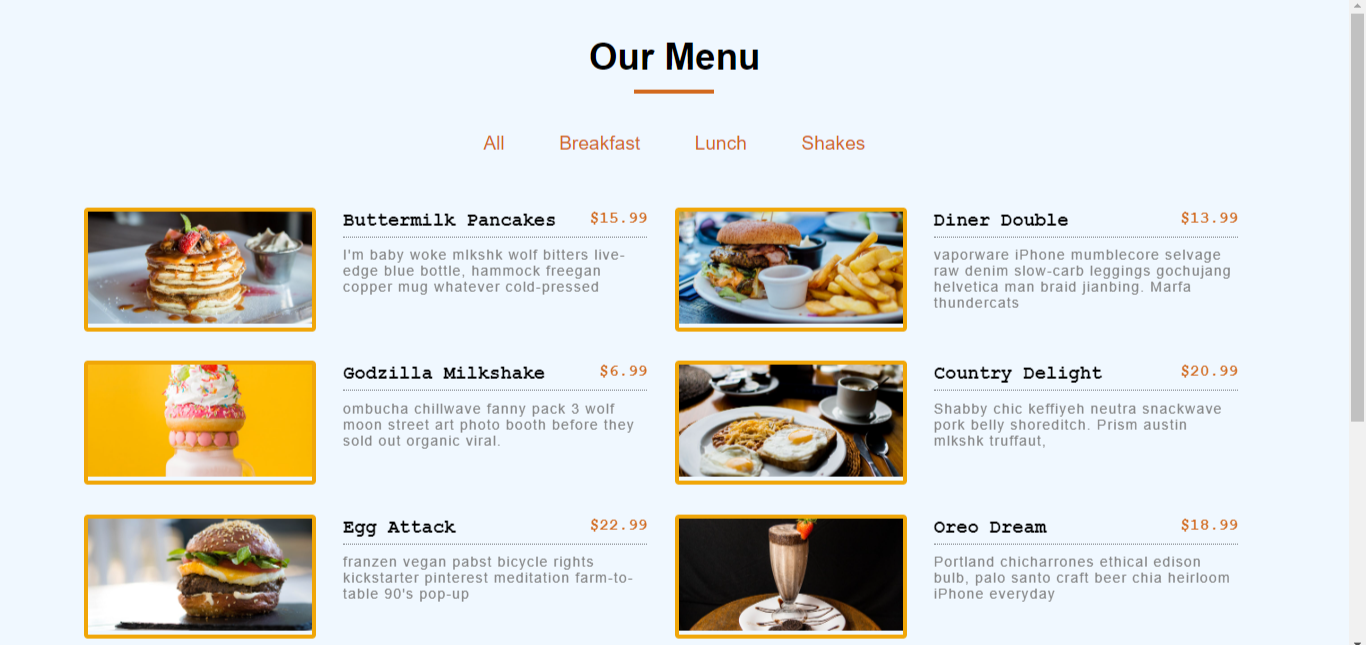 Our Menu
All Breakfast Lunch Shakes
Buttermilk Pancakes $15.99
I'm baby woke mlkshk wolf bitters live-
edge blue bottle, hammock freegan
copper mug whatever cold-pressed
Diner Double $13.99
vaporware iPhone mumblecore selvage
raw denim slow-carb leggings gochujang
helvetica man braid jianbing. Marfa
thundercats
Godzilla Milkshake $6.99
ombucha chillwave fanny pack 3 wolf
moon street art photo booth before they
sold out organic viral.
Country Delight $20.99
Shabby chic keffiyeh neutra snackwave
pork belly shoreditch. Prism austin
mlkshk truffaut,
Egg Attack $22.99
franzen vegan pabst bicycle rights
kickstarter pinterest meditation farm-to-
table 90's pop-up
Oreo Dream $18.99
Portland chicharrones ethical edison
bulb, palo santo craft beer chia heirloom
iPhone everyday